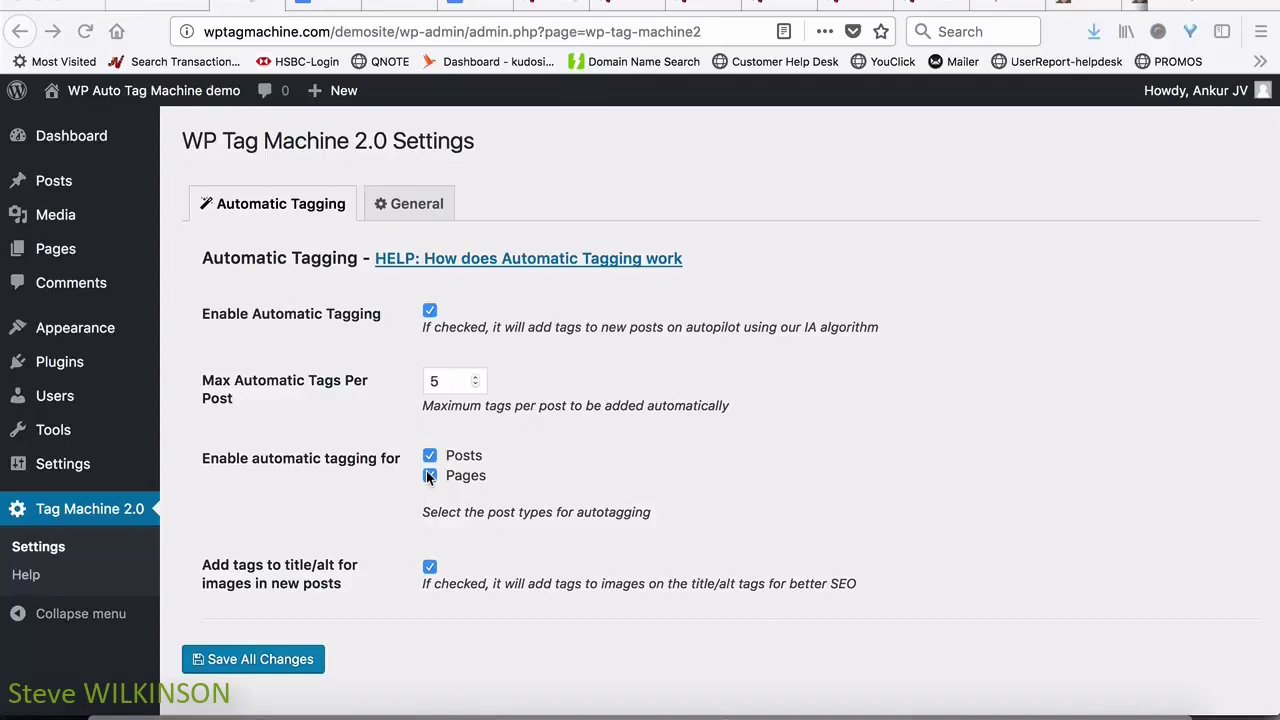 wptagmachine.com/demosite/wp-admin/admin.php?page=wp-tag-machine2
Search
Most Visited Search Transaction... HSBC-Login QNOTE Dashboard - kudosi... Domain Name Search Customer Help Desk YouClick Mailer UserReport-helpdesk PROMOS
WP Auto Tag Machine demo 0 New Howdy, Ankur JV
Dashboard
Posts
Media
Pages
Comments
Appearance
Plugins
Users
Tools
Settings
Tag Machine 2.0
Settings
Help
Collapse menu
WP Tag Machine 2.0 Settings
Automatic Tagging General
Automatic Tagging - HELP: How does Automatic Tagging work
Enable Automatic Tagging
If checked, it will add tags to new posts on autopilot using our IA algorithm
Max Automatic Tags Per
Post
5
Maximum tags per post to be added automatically
Enable automatic tagging for
Posts
Pages
Select the post types for autotagging
Add tags to title/alt for
images in new posts
If checked, it will add tags to images on the title/alt tags for better SEO
Save All Changes
Steve WILKINSON